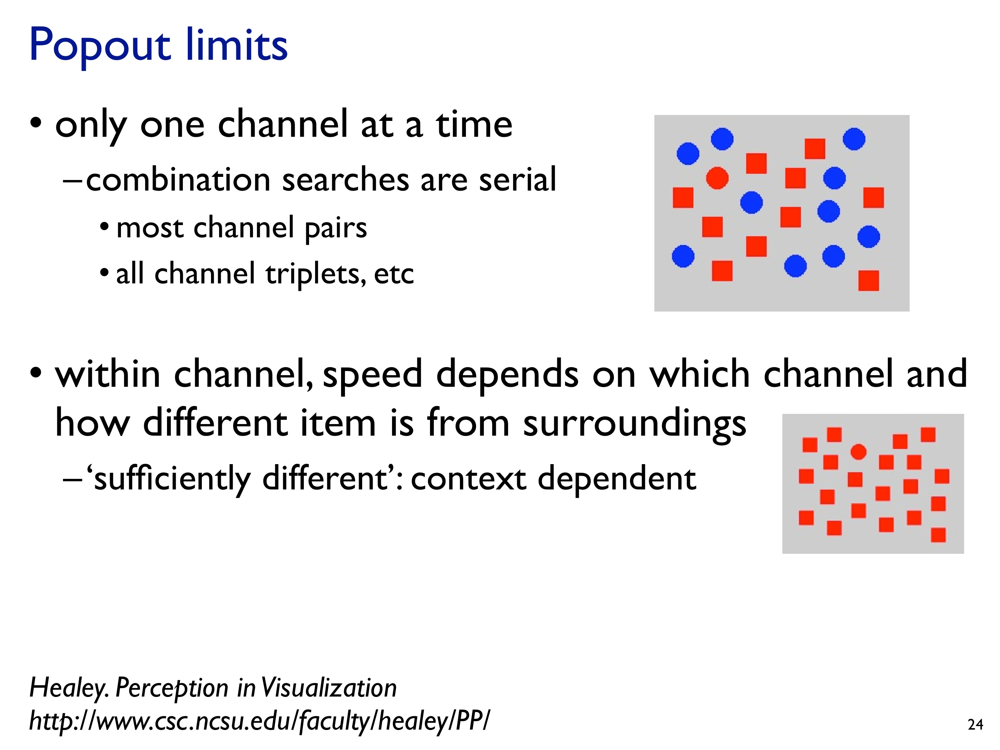 Popout limits
• only one channel at a time
–combination searches are serial
• most channel pairs
• all channel triplets, etc
• within channel, speed depends on which channel and
how different item is from surroundings
– ‘sufficiently different’: context dependent
Healey. Perception in Visualization
http://www.csc.ncsu.edu/faculty/healey/PP/
24